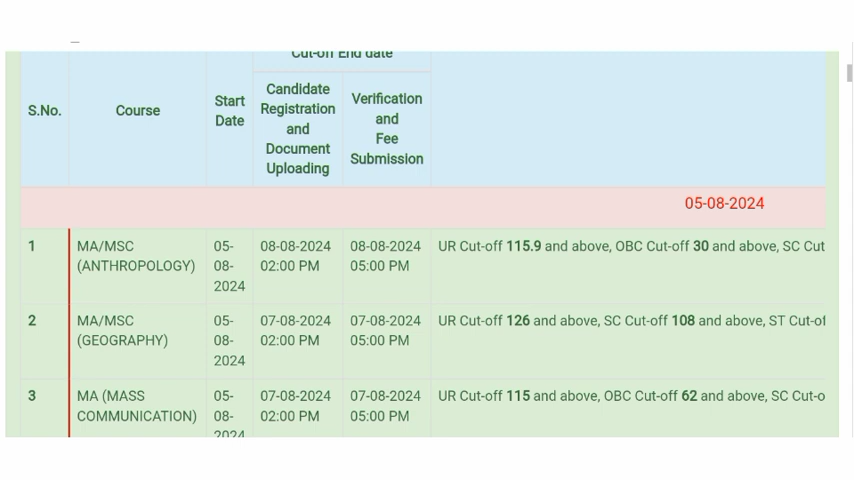 Cut-off End date
S.No.
Course
Start
Date
Candidate
Registration
and
Document
Uploading
Verification
and
Fee
Submission
05-08-2024
1
MA/MSC
(ANTHROPOLOGY)
05-
08-
2024
08-08-2024
02:00 PM
08-08-2024
05:00 PM
UR Cut-off 115.9 and above, OBC Cut-off 30 and above, SC Cut
2
MA/MSC
(GEOGRAPHY)
05-
08-
2024
07-08-2024
02:00 PM
07-08-2024
05:00 PM
UR Cut-off 126 and above, SC Cut-off 108 and above, ST Cut-of
3
MA (MASS
COMMUNICATION)
05-
08-
2024
07-08-2024
02:00 PM
07-08-2024
05:00 PM
UR Cut-off 115 and above, OBC Cut-off 62 and above, SC Cut-o